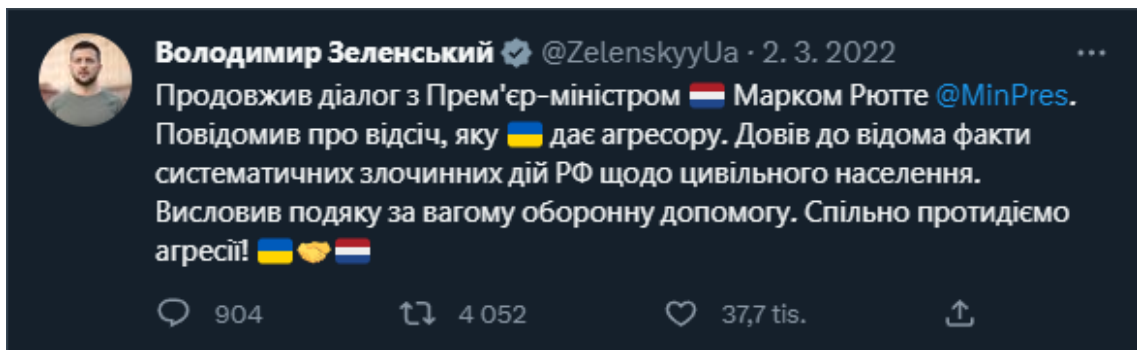 Володимир Зеленський @ZelenskyyUa · 2. 3. 2022
Продовжив діалог з Прем'єр-міністром 🇳🇱 Марком Рютте @MinPres.
Повідомив про відсіч, яку 🇺🇦 дає агресору. Довів до відома факти
систематичних злочинних дій РФ щодо цивільного населення.
Висловив подяку за вагому оборонну допомогу. Спільно протидіємо
агресії! 🇺🇦🤝🇳🇱
904 4 052 37,7 tis.